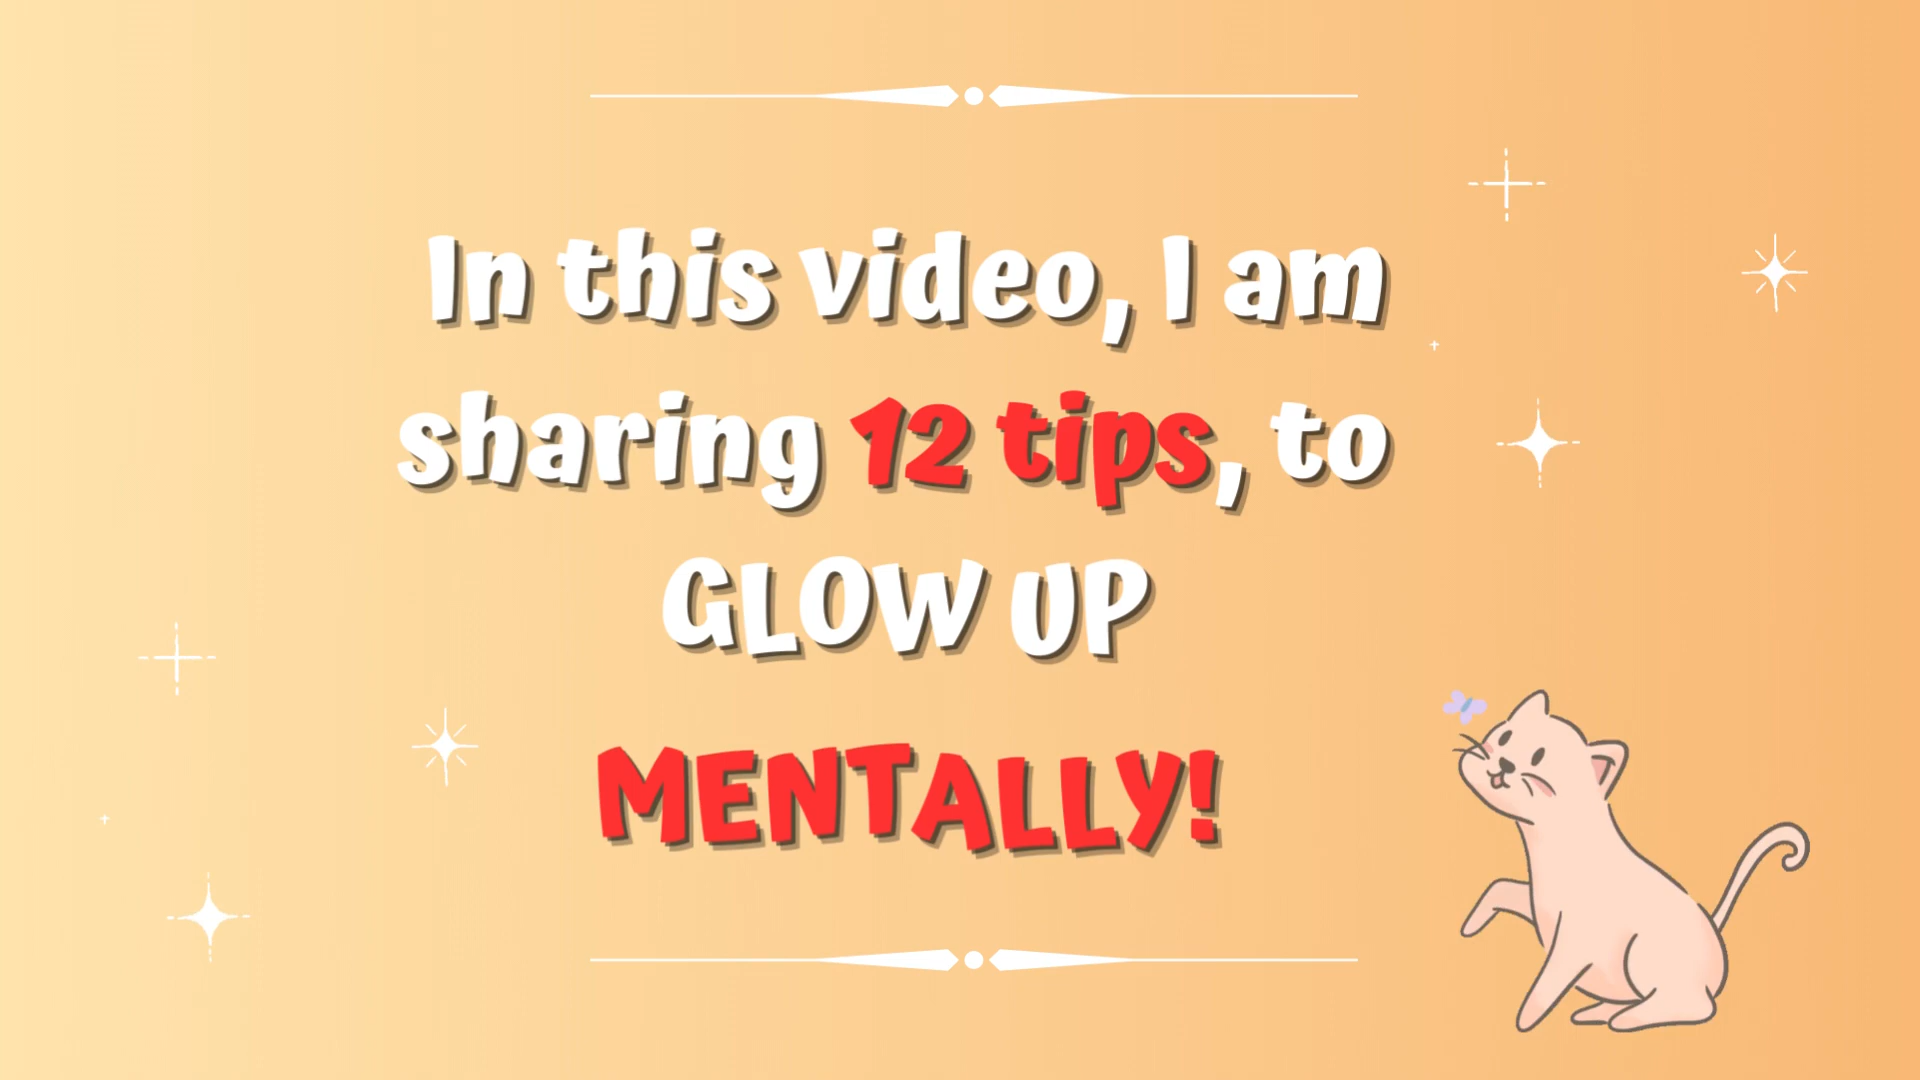 In this video, I am
sharing 12 tips, to
GLOW UP
MENTALLY!